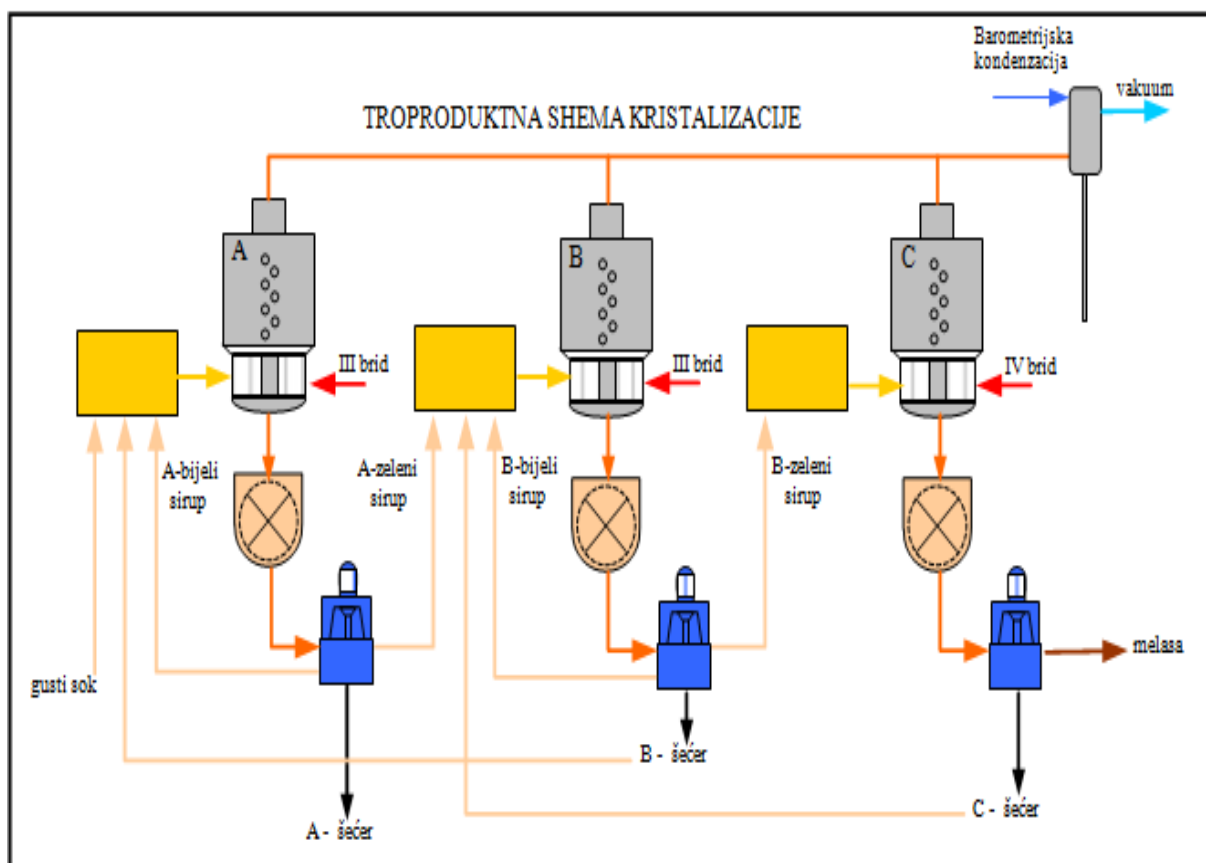 Barometrijska
kondenzacija
vakuum
TROPRODUKTNA SHEMA KRISTALIZACIJE
A
B
C
III brid
III brid
IV brid
A-bijeli
sirup
A-zeleni
sirup
B-bijeli
sirup
B-zeleni
sirup
gusti sok
melasa
B - šećer
C - šećer
A - šećer